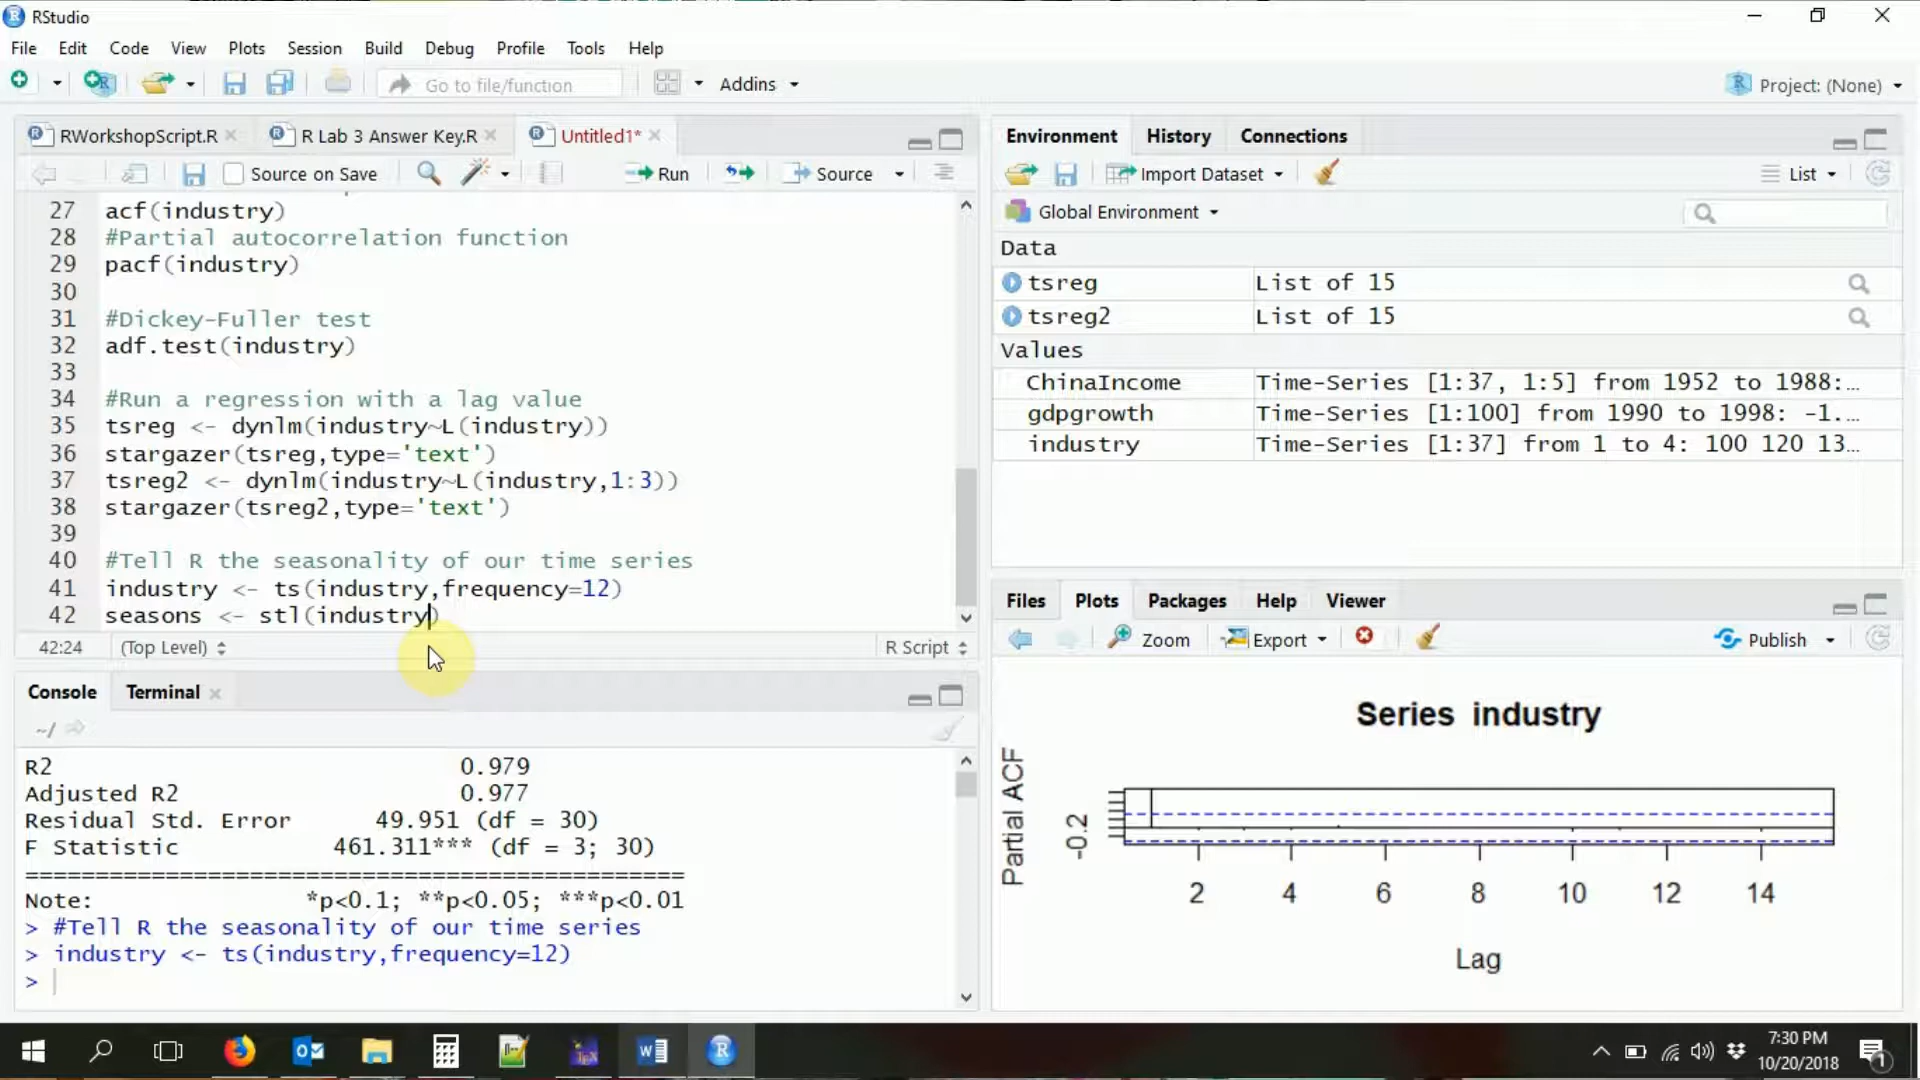 RStudio
File Edit Code View Plots Session Build Debug Profile Tools Help
Go to file/function Addins Project: (None)
RWorkshopScript.R R Lab 3 Answer Key.R Untitled1*
Source on Save Run Source
27 acf(industry)
28 #Partial autocorrelation function
29 pacf(industry)
30
31 #Dickey-Fuller test
32 adf.test(industry)
33
34 #Run a regression with a lag value
35 tsreg <- dynlm(industry~L(industry))
36 stargazer(tsreg,type='text')
37 tsreg2 <- dynlm(industry~L(industry,1:3))
38 stargazer(tsreg2,type='text')
39
40 #Tell R the seasonality of our time series
41 industry <- ts(industry,frequency=12)
42 seasons <- stl(industry)
42:24 (Top Level) R Script
Console Terminal
~/
R2 0.979
Adjusted R2 0.977
Residual Std. Error 49.951 (df = 30)
F Statistic 461.311*** (df = 3; 30)
================================================
Note: *p<0.1; **p<0.05; ***p<0.01
> #Tell R the seasonality of our time series
> industry <- ts(industry,frequency=12)
>
Environment History Connections
Import Dataset List
Global Environment
Data
tsreg List of 15
tsreg2 List of 15
Values
ChinaIncome Time-Series [1:37, 1:5] from 1952 to 1988:…
gdpgrowth Time-Series [1:100] from 1990 to 1998: -1.…
industry Time-Series [1:37] from 1 to 4: 100 120 13…
Files Plots Packages Help Viewer
Zoom Export Publish
Series industry
Partial ACF
-0.2
2 4 6 8 10 12 14
Lag
7:30 PM
10/20/2018
1